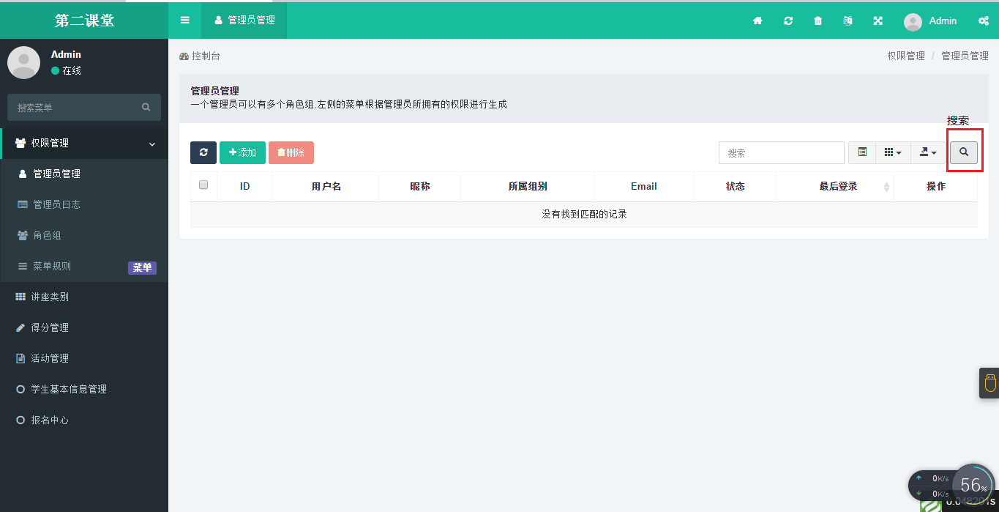 第二课堂
管理员管理
Admin
Admin
在线
搜索菜单
权限管理
管理员管理
管理员日志
角色组
菜单规则 菜单
讲座类别
得分管理
活动管理
学生基本信息管理
报名中心
控制台
权限管理 / 管理员管理
管理员管理
一个管理员可以有多个角色组,左侧的菜单根据管理员所拥有的权限进行生成
搜索
添加 删除 搜索
ID 用户名 昵称 所属组别 Email 状态 最后登录 操作
没有找到匹配的记录
0K/s
0K/s
56%